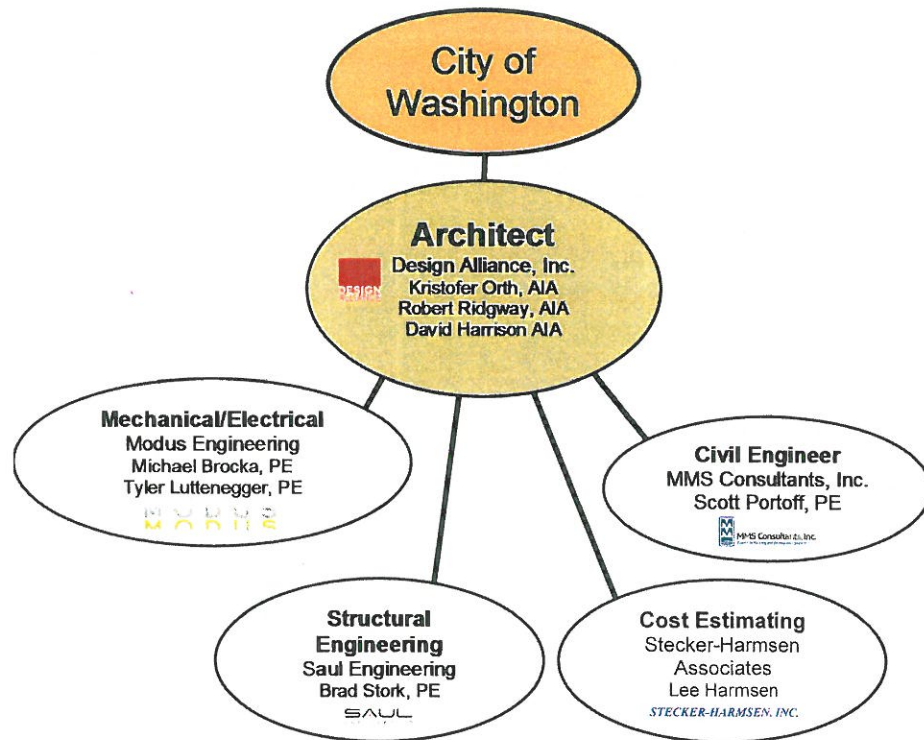 City of
Washington
Architect
Design Alliance, Inc.
Kristofer Orth, AIA
Robert Ridgway, AIA
David Harrison AIA
DESIGN
Mechanical/Electrical
Modus Engineering
Michael Brocka, PE
Tyler Luttenegger, PE
MODUS
Civil Engineer
MMS Consultants, Inc.
Scott Portoff, PE
MMS Consultants, Inc.
Structural
Engineering
Saul Engineering
Brad Stork, PE
SAUL
Cost Estimating
Stecker-Harmsen
Associates
Lee Harmsen
STECKER-HARMSEN, INC.